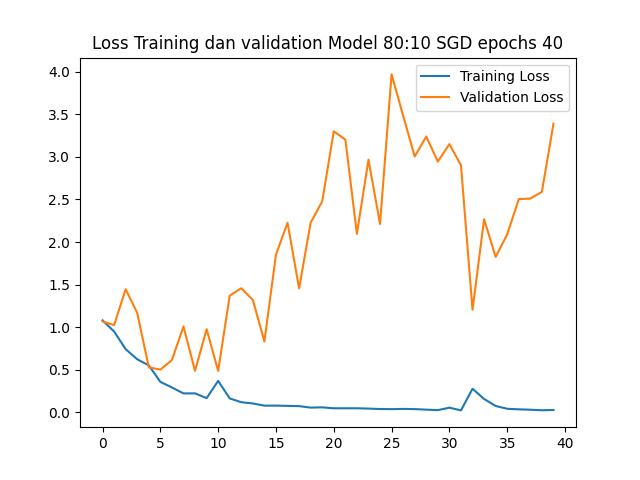 Loss Training dan validation Model 80:10 SGD epochs 40
Training Loss
Validation Loss
4.0
3.5
3.0
2.5
2.0
1.5
1.0
0.5
0.0
0 5 10 15 20 25 30 35 40